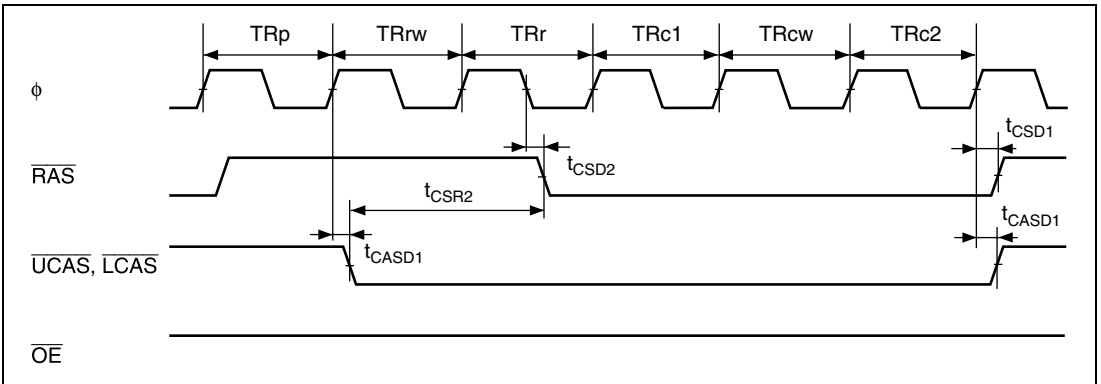 TRp TRrw TRr TRc1 TRcw TRc2
φ
tCSD1
RAS
tCSD2
tCSR2
tCASD1
tCASD1
UCAS, LCAS
OE